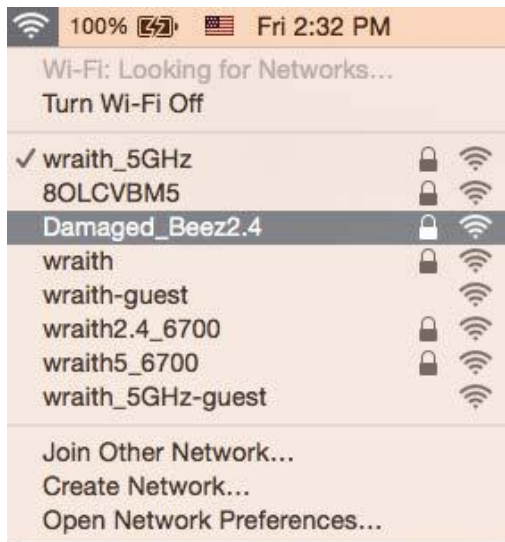 100% Fri 2:32 PM
Wi-Fi: Looking for Networks...
Turn Wi-Fi Off
wraith_5GHz
8OLCVBM5
Damaged_Beez2.4
wraith
wraith-guest
wraith2.4_6700
wraith5_6700
wraith_5GHz-guest
Join Other Network...
Create Network...
Open Network Preferences...